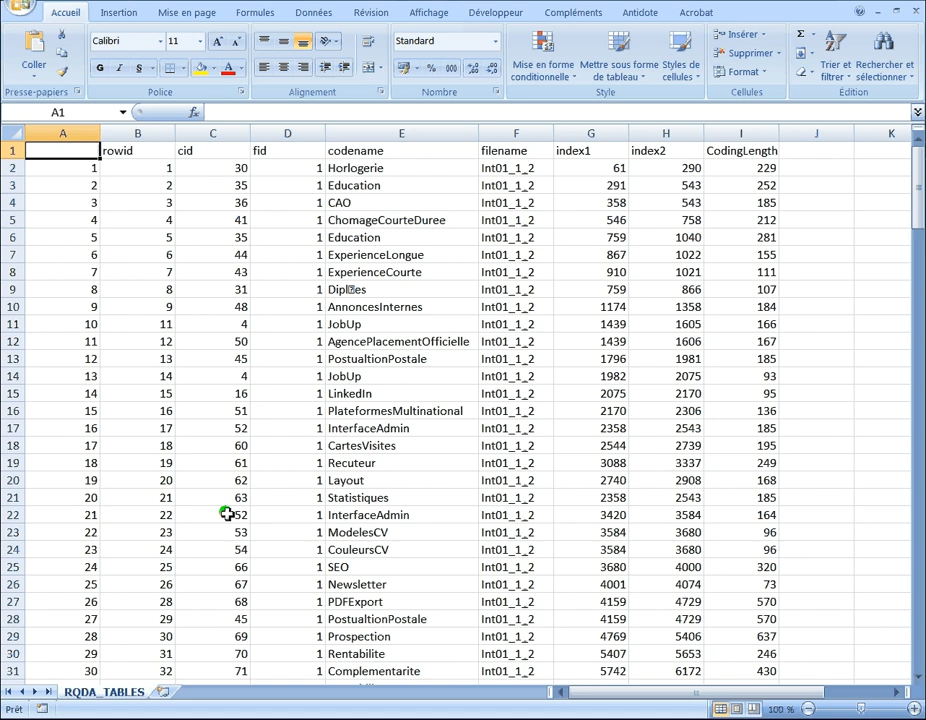 Accueil Insertion Mise en page Formules Données Révision Affichage Développeur Compléments Antidote Acrobat
Calibri 11 Standard Insérer
Coller Mise en forme Mettre sous forme Styles de Supprimer Trier et Rechercher et
G I S 000 conditionnelle de tableau cellules Format filtrer sélectionner
Presse-papiers Police Alignement Nombre Style Cellules Édition
A1 fx
A B C D E F G H I J K
1 rowid cid fid codename filename index1 index2 CodingLength
2 1 1 30 1 Horlogerie Int01_1_2 61 290 229
3 2 2 35 1 Education Int01_1_2 291 543 252
4 3 3 36 1 CAO Int01_1_2 358 543 185
5 4 4 41 1 ChomageCourteDuree Int01_1_2 546 758 212
6 5 5 35 1 Education Int01_1_2 759 1040 281
7 6 6 44 1 ExperienceLongue Int01_1_2 867 1022 155
8 7 7 43 1 ExperienceCourte Int01_1_2 910 1021 111
9 8 8 31 1 Int01_1_2 759 866 107
10 9 9 48 1 AnnoncesInternes Int01_1_2 1174 1358 184
11 10 11 4 1 JobUp Int01_1_2 1439 1605 166
12 11 12 50 1 AgencePlacementOfficielle Int01_1_2 1439 1606 167
13 12 13 45 1 PostualtionPostale Int01_1_2 1796 1981 185
14 13 14 4 1 JobUp Int01_1_2 1982 2075 93
15 14 15 16 1 LinkedIn Int01_1_2 2075 2170 95
16 15 16 51 1 PlateformesMultinational Int01_1_2 2170 2306 136
17 16 17 52 1 InterfaceAdmin Int01_1_2 2358 2543 185
18 17 18 60 1 CartesVisites Int01_1_2 2544 2739 195
19 18 19 61 1 Recuteur Int01_1_2 3088 3337 249
20 19 20 62 1 Layout Int01_1_2 2740 2908 168
21 20 21 63 1 Statistiques Int01_1_2 2358 2543 185
22 21 22 52 1 InterfaceAdmin Int01_1_2 3420 3584 164
23 22 23 53 1 ModelesCV Int01_1_2 3584 3680 96
24 23 24 54 1 CouleursCV Int01_1_2 3584 3680 96
25 24 25 66 1 SEO Int01_1_2 3680 4000 320
26 25 26 67 1 Newsletter Int01_1_2 4001 4074 73
27 26 28 68 1 PDFExport Int01_1_2 4159 4729 570
28 27 29 45 1 PostualtionPostale Int01_1_2 4159 4729 570
29 28 30 69 1 Prospection Int01_1_2 4769 5406 637
30 29 31 70 1 Rentabilite Int01_1_2 5407 5653 246
31 30 32 71 1 Complementarite Int01_1_2 5742 6172 430
RQDA_TABLES
Prêt 100 %